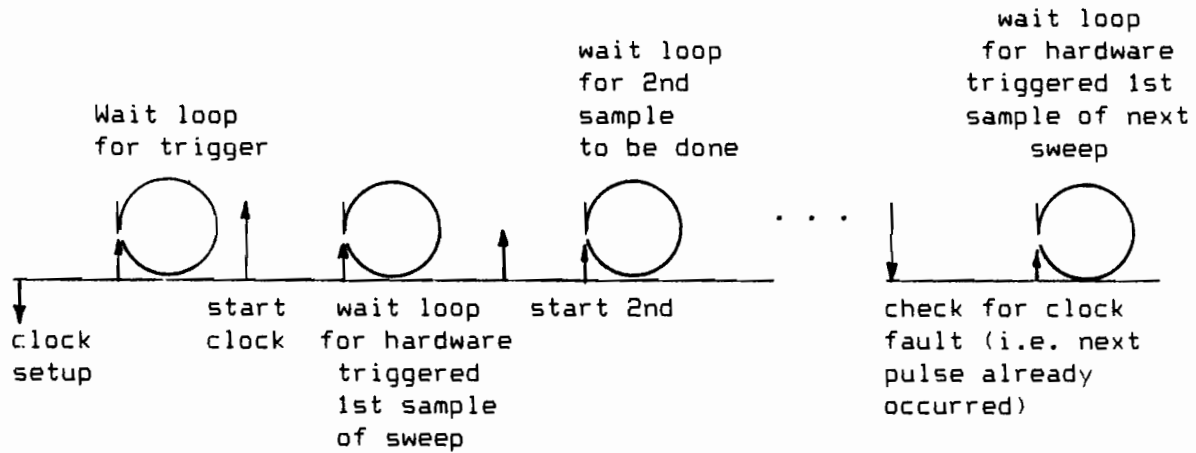 Wait loop
for trigger
wait loop
for 2nd
sample
to be done
wait loop
for hardware
triggered 1st
sample of next
sweep
. . .
clock
setup
start
clock
wait loop
for hardware
triggered
1st sample
of sweep
start 2nd
check for clock
fault (i.e. next
pulse already
occurred)